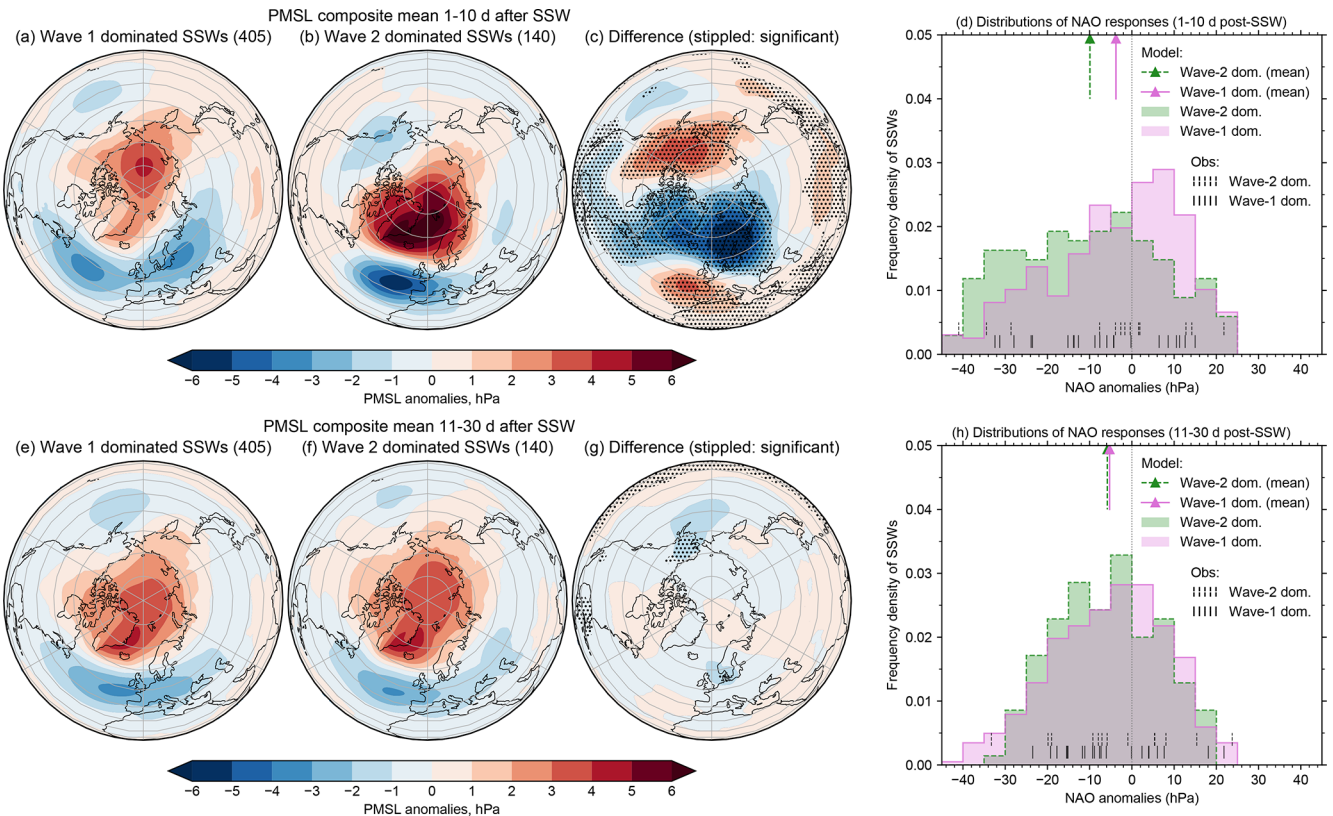 PMSL composite mean 1-10 d after SSW
(a) Wave 1 dominated SSWs (405)
(b) Wave 2 dominated SSWs (140)
(c) Difference (stippled: significant)
−6 −5 −4 −3 −2 −1 0 1 2 3 4 5 6
PMSL anomalies, hPa
(d) Distributions of NAO responses (1-10 d post-SSW)
Frequency density of SSWs
0.05
0.04
0.03
0.02
0.01
0.00
Model:
Wave-2 dom. (mean)
Wave-1 dom. (mean)
Wave-2 dom.
Wave-1 dom.
Obs:
Wave-2 dom.
Wave-1 dom.
−40 −30 −20 −10 0 10 20 30 40
NAO anomalies (hPa)
PMSL composite mean 11-30 d after SSW
(e) Wave 1 dominated SSWs (405)
(f) Wave 2 dominated SSWs (140)
(g) Difference (stippled: significant)
−6 −5 −4 −3 −2 −1 0 1 2 3 4 5 6
PMSL anomalies, hPa
(h) Distributions of NAO responses (11-30 d post-SSW)
Frequency density of SSWs
0.05
0.04
0.03
0.02
0.01
0.00
Model:
Wave-2 dom. (mean)
Wave-1 dom. (mean)
Wave-2 dom.
Wave-1 dom.
Obs:
Wave-2 dom.
Wave-1 dom.
−40 −30 −20 −10 0 10 20 30 40
NAO anomalies (hPa)